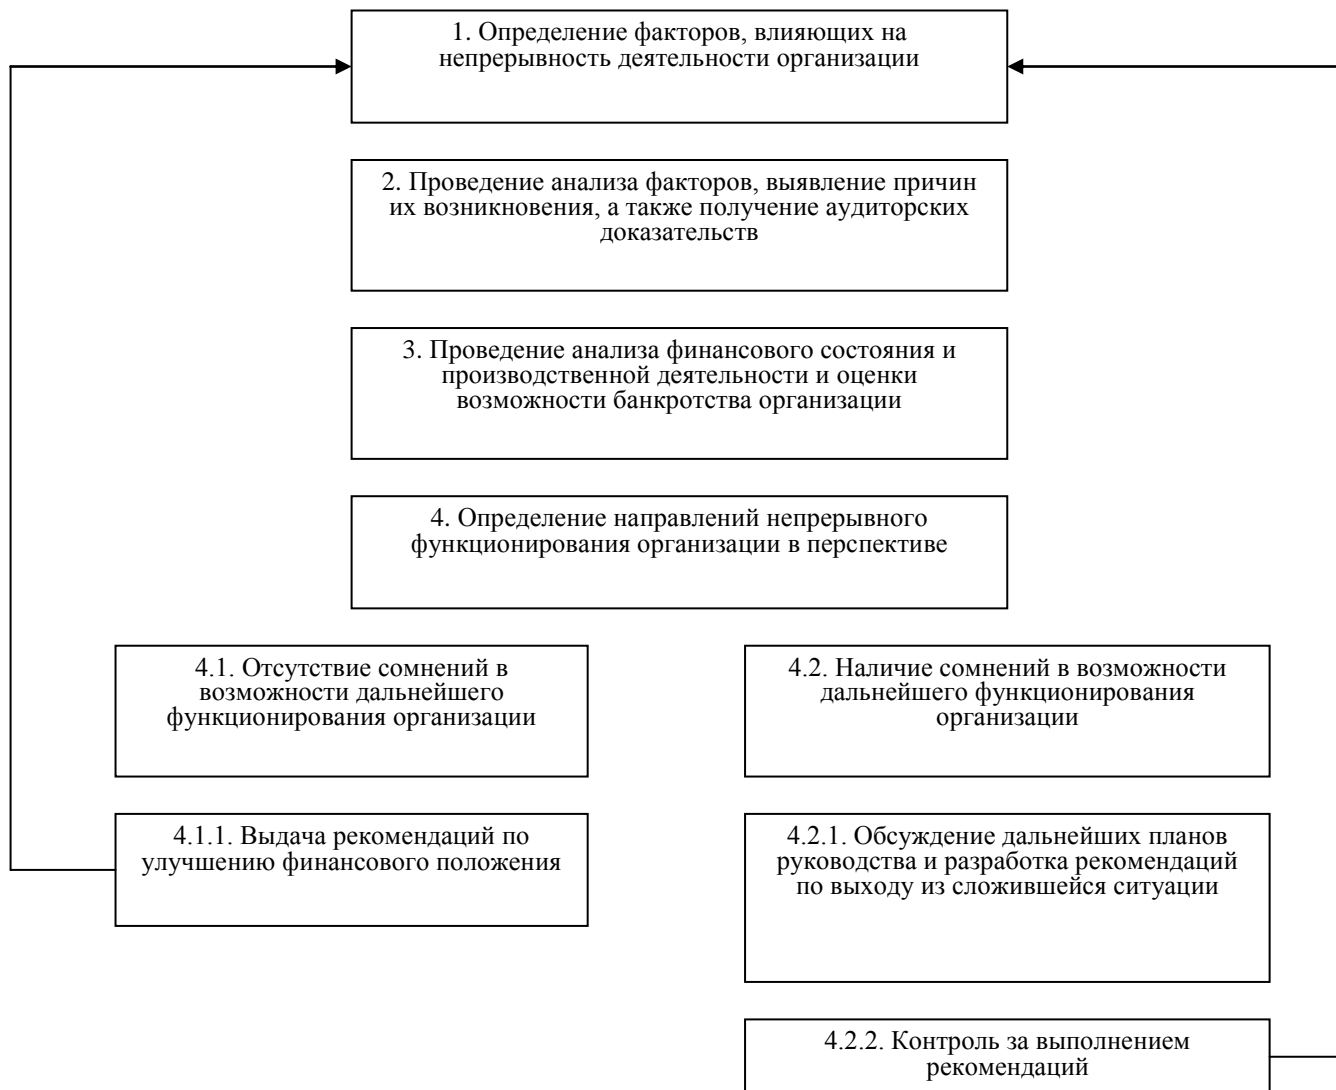 1. Определение факторов, влияющих на
непрерывность деятельности организации
2. Проведение анализа факторов, выявление причин
их возникновения, а также получение аудиторских
доказательств
3. Проведение анализа финансового состояния и
производственной деятельности и оценки
возможности банкротства организации
4. Определение направлений непрерывного
функционирования организации в перспективе
4.1. Отсутствие сомнений в
возможности дальнейшего
функционирования организации
4.2. Наличие сомнений в возможности
дальнейшего функционирования
организации
4.1.1. Выдача рекомендаций по
улучшению финансового положения
4.2.1. Обсуждение дальнейших планов
руководства и разработка рекомендаций
по выходу из сложившейся ситуации
4.2.2. Контроль за выполнением
рекомендаций